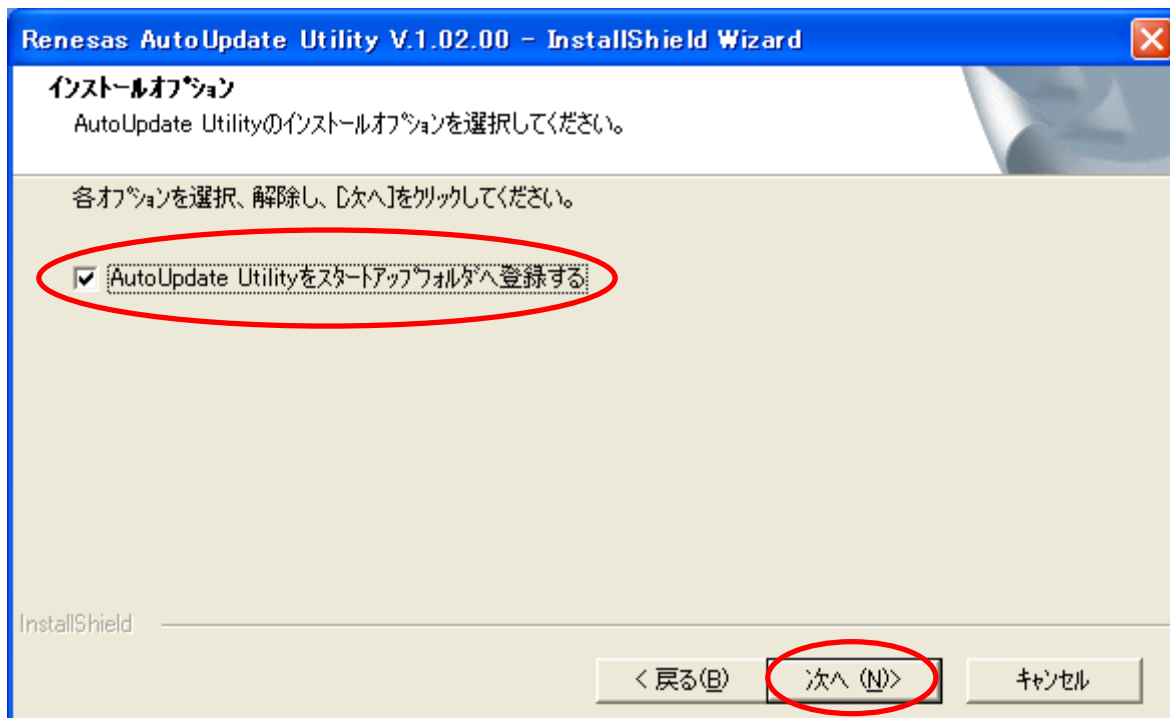 Renesas AutoUpdate Utility V.1.02.00 - InstallShield Wizard
インストールオプション
AutoUpdate Utilityのインストールオプションを選択してください。
各オプションを選択、解除し、[次へ]をクリックしてください。
AutoUpdate Utilityをスタートアップフォルダへ登録する
InstallShield
< 戻る(B)
次へ (N)>
キャンセル